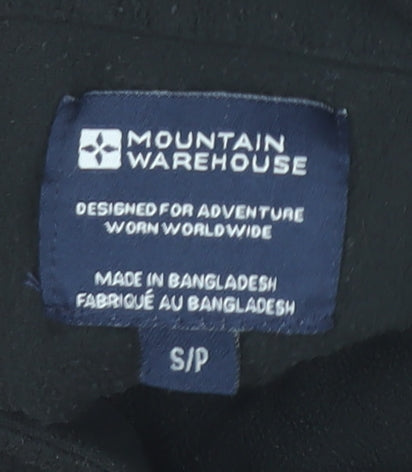 MOUNTAIN
WAREHOUSE
DESIGNED FOR ADVENTURE
WORN WORLDWIDE
MADE IN BANGLADESH
FABRIQUÉ AU BANGLADESH
S/P